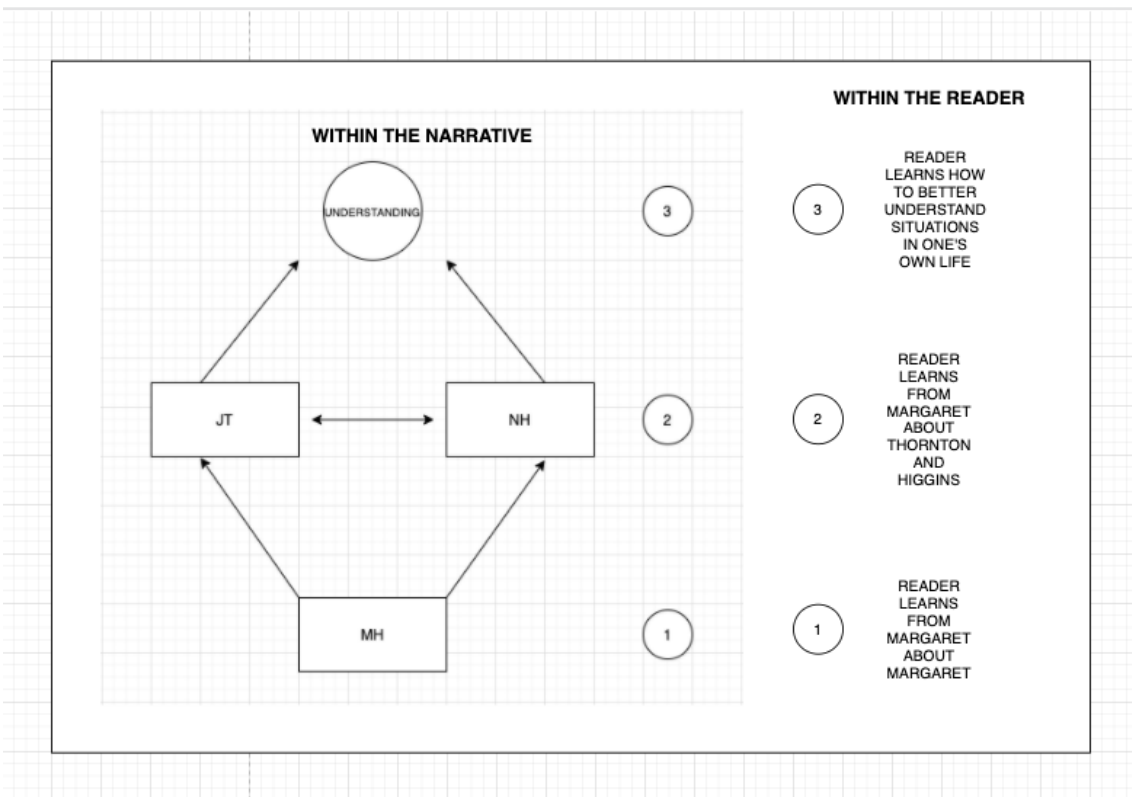 WITHIN THE READER
WITHIN THE NARRATIVE
UNDERSTANDING
3
3
READER
LEARNS HOW
TO BETTER
UNDERSTAND
SITUATIONS
IN ONE'S
OWN LIFE
JT
NH
2
2
READER
LEARNS
FROM
MARGARET
ABOUT
THORNTON
AND
HIGGINS
MH
1
1
READER
LEARNS
FROM
MARGARET
ABOUT
MARGARET